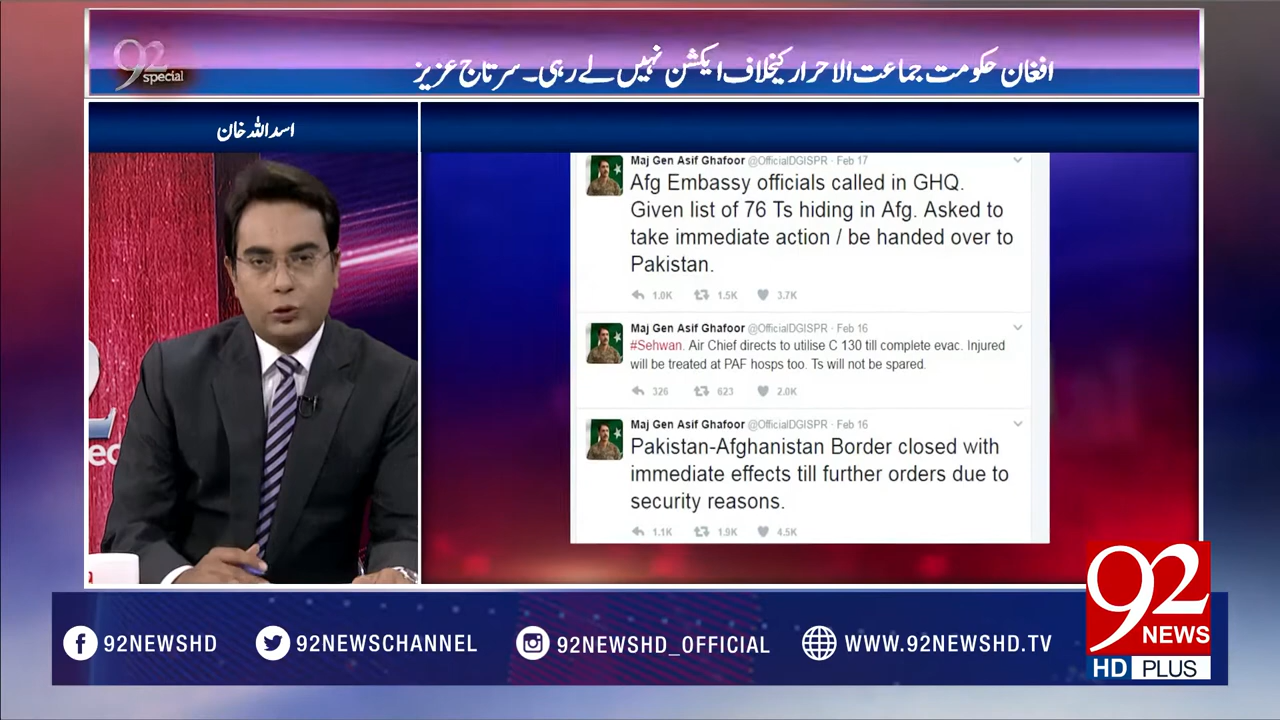 92
special
افغان حکومت جماعت الاحرار کیخلاف ایکشن نہیں لے رہی۔ سرتاج عزیز
اسد اللہ خان
Maj Gen Asif Ghafoor @OfficialDGISPR · Feb 17
Afg Embassy officials called in GHQ.
Given list of 76 Ts hiding in Afg. Asked to
take immediate action / be handed over to
Pakistan.
1.0K 1.5K 3.7K
Maj Gen Asif Ghafoor @OfficialDGISPR · Feb 16
#Sehwan. Air Chief directs to utilise C 130 till complete evac. Injured
will be treated at PAF hosps too. Ts will not be spared.
326 623 2.0K
Maj Gen Asif Ghafoor @OfficialDGISPR · Feb 16
Pakistan-Afghanistan Border closed with
immediate effects till further orders due to
security reasons.
1.1K 1.9K 4.5K
92NEWSHD 92NEWSCHANNEL 92NEWSHD_OFFICIAL WWW.92NEWSHD.TV
92
NEWS
HD PLUS